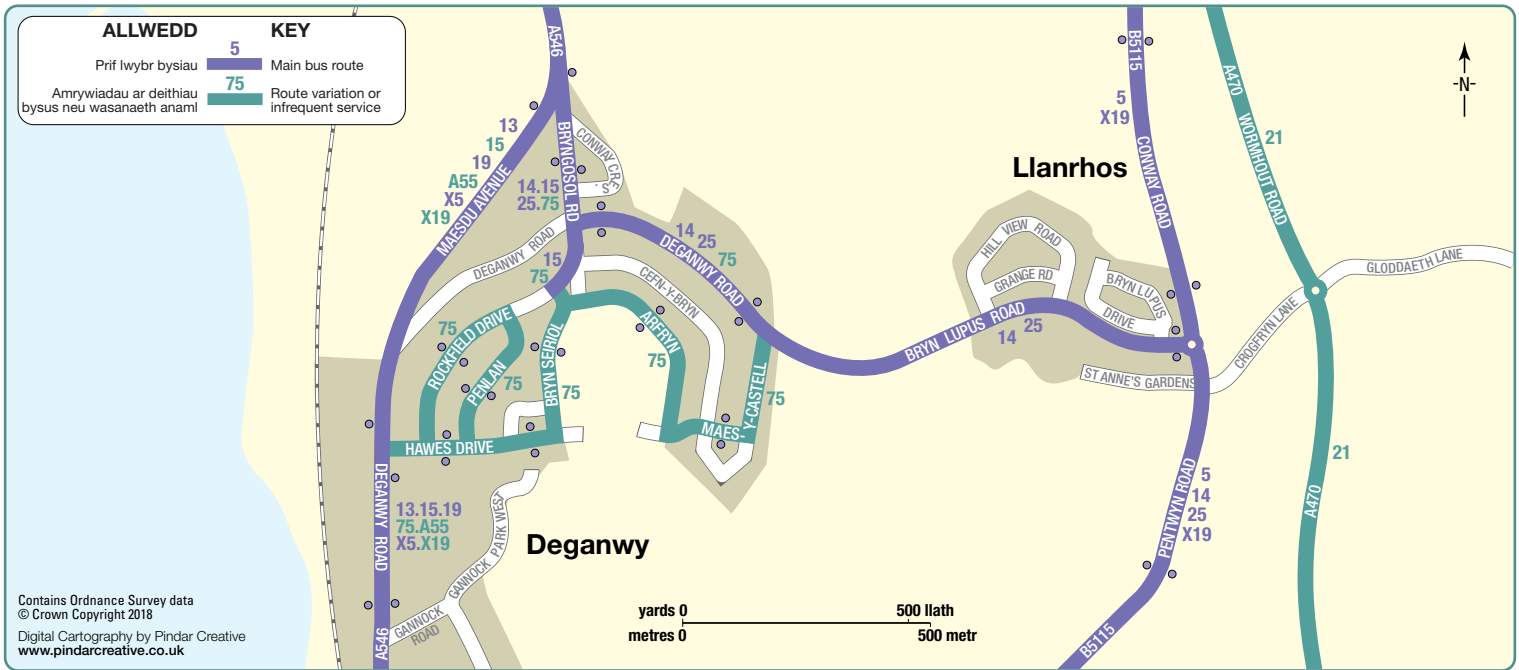 ALLWEDD
KEY
5
Prif lwybr bysiau
Main bus route
75
Amrywiadau ar deithiau
bysus neu wasanaeth anaml
Route variation or
infrequent service
A546
B5115
A470
-N-
13
15
19
A55
X5
X19
MAESDU AVENUE
BRYNGOSOL RD
CONWAY CRES.
14.15
25.75
5
X19
CONWAY ROAD
WORMHOUT ROAD
21
Llanrhos
DEGANWY ROAD
15
75
14
25
75
DEGANWY ROAD
CEFN-Y-BRYN
HILL VIEW ROAD
GRANGE RD
BRYN LUPUS
DRIVE
GLODDAETH LANE
CROGFRYN LANE
75
ROCKFIELD DRIVE
PENLAN
75
BRYN SEIRIOL
75
ARFRYN
75
BRYN LUPUS ROAD
14
25
ST ANNE'S GARDENS
MAES-
Y-CASTELL
75
HAWES DRIVE
DEGANWY ROAD
13.15.19
75.A55
X5.X19
GANNOCK PARK WEST
Deganwy
PENTWYN ROAD
5
14
25
X19
21
A470
GANNOCK
ROAD
A546
B5115
yards 0
500 llath
metres 0
500 metr
Contains Ordnance Survey data
© Crown Copyright 2018
Digital Cartography by Pindar Creative
www.pindarcreative.co.uk